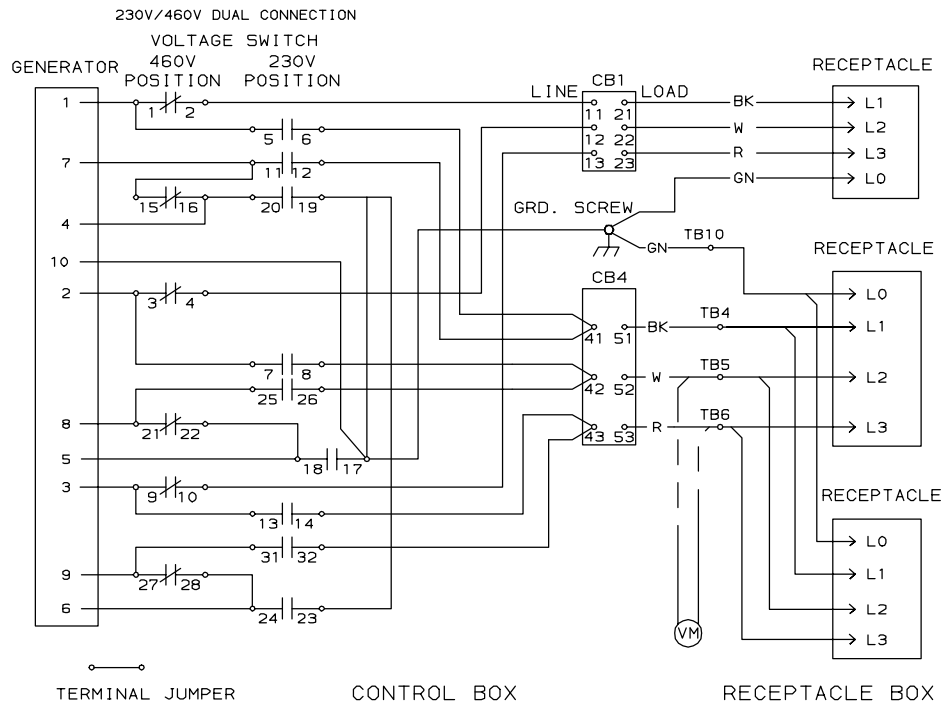 230V/460V DUAL CONNECTION
VOLTAGE SWITCH
460V POSITION
230V POSITION
GENERATOR
RECEPTACLE
CB1
LINE
LOAD
1
1 2
11 21
BK
L1
5 6
12 22
W
L2
7
11 12
13 23
R
L3
15 16
20 19
GN
L0
4
GRD. SCREW
GN
TB10
RECEPTACLE
10
CB4
2
3 4
L0
TB4
41 51
BK
L1
7 8
TB5
42 52
W
L2
25 26
8
21 22
TB6
43 53
R
L3
5
18 17
3
9 10
RECEPTACLE
13 14
31 32
L0
9
27 28
L1
6
24 23
L2
VM
L3
TERMINAL JUMPER
CONTROL BOX
RECEPTACLE BOX